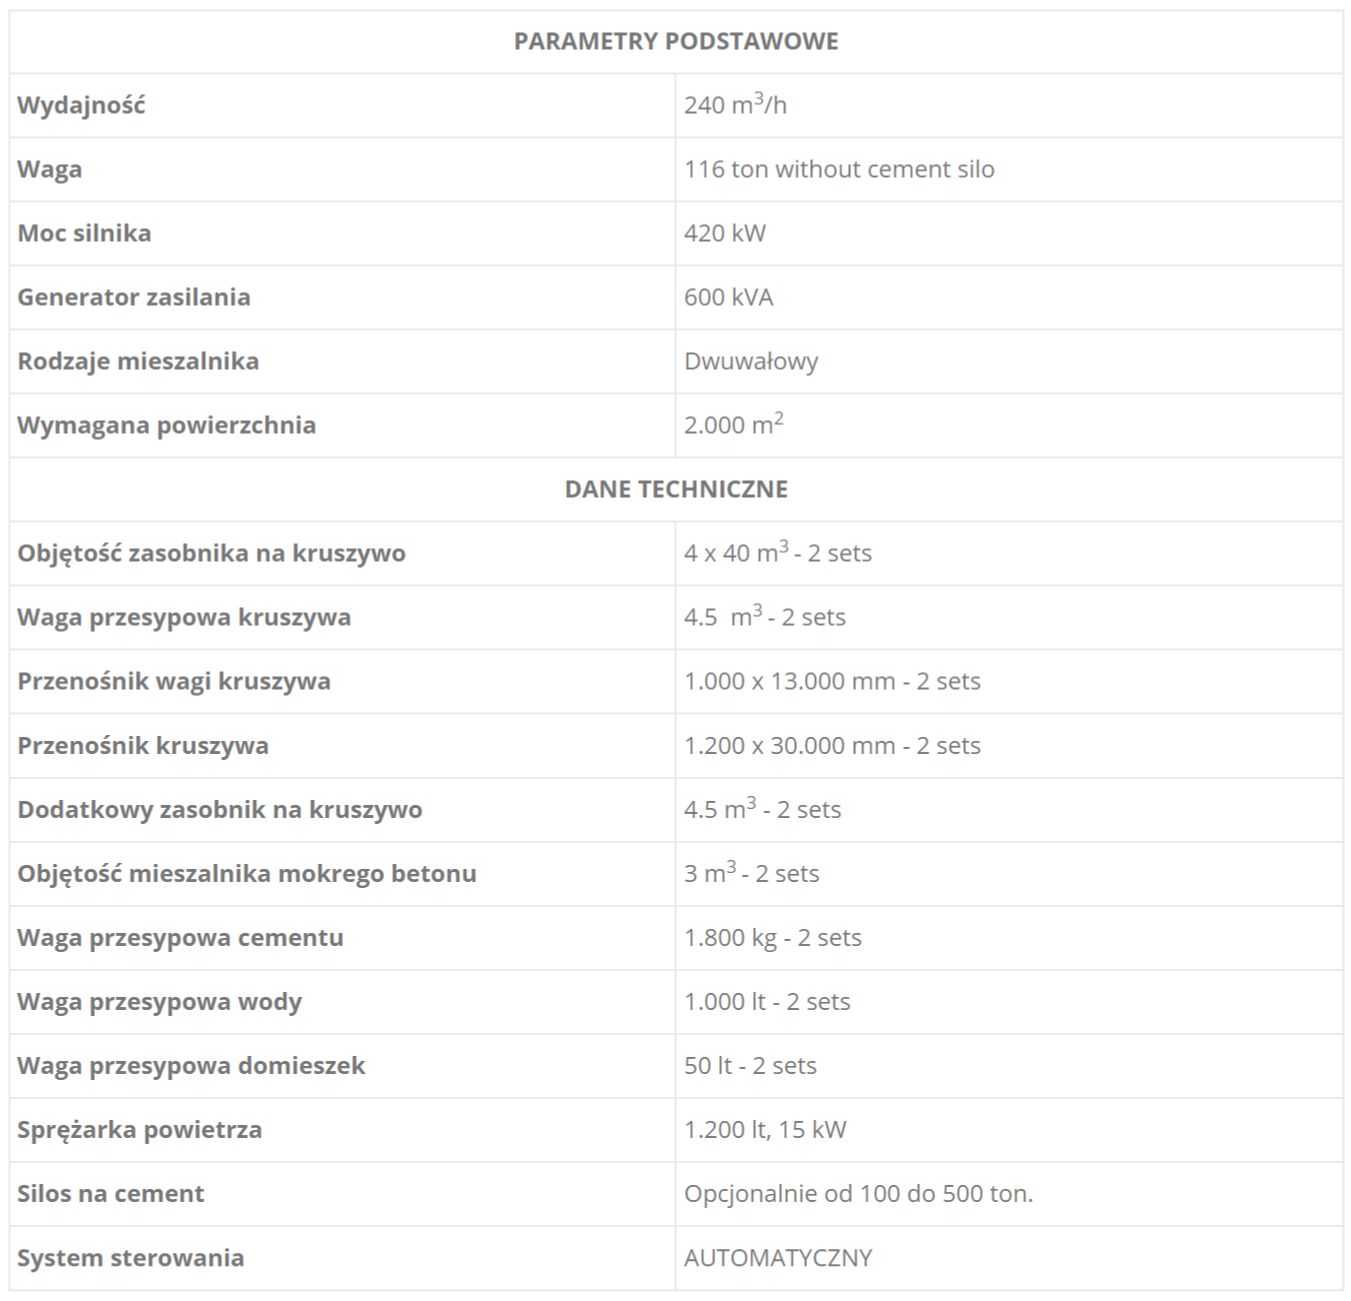 PARAMETRY PODSTAWOWE
Wydajność 240 m³/h
Waga 116 ton without cement silo
Moc silnika 420 kW
Generator zasilania 600 kVA
Rodzaje mieszalnika Dwuwałowy
Wymagana powierzchnia 2.000 m²
DANE TECHNICZNE
Objętość zasobnika na kruszywo 4 x 40 m³ - 2 sets
Waga przesypowa kruszywa 4.5 m³ - 2 sets
Przenośnik wagi kruszywa 1.000 x 13.000 mm - 2 sets
Przenośnik kruszywa 1.200 x 30.000 mm - 2 sets
Dodatkowy zasobnik na kruszywo 4.5 m³ - 2 sets
Objętość mieszalnika mokrego betonu 3 m³ - 2 sets
Waga przesypowa cementu 1.800 kg - 2 sets
Waga przesypowa wody 1.000 lt - 2 sets
Waga przesypowa domieszek 50 lt - 2 sets
Sprężarka powietrza 1.200 lt, 15 kW
Silos na cement Opcjonalnie od 100 do 500 ton.
System sterowania AUTOMATYCZNY